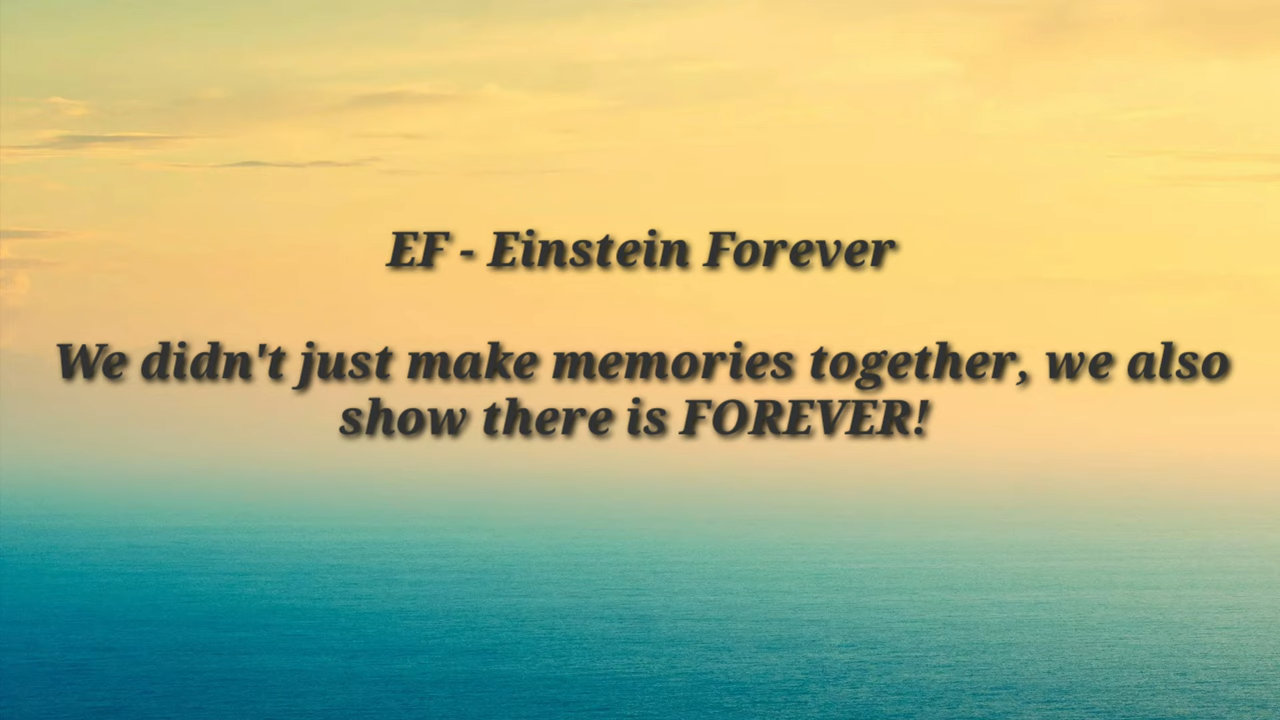 EF - Einstein Forever
We didn't just make memories together, we also
show there is FOREVER!